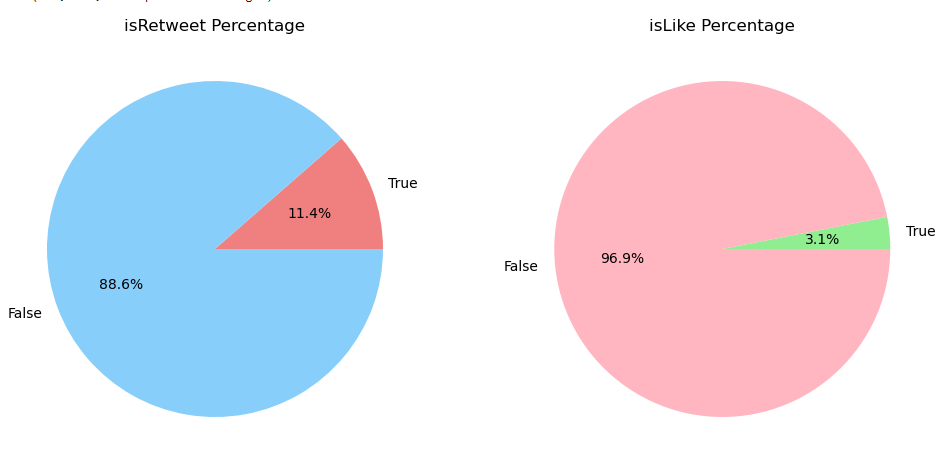 isRetweet Percentage
True
11.4%
88.6%
False
isLike Percentage
True
3.1%
96.9%
False